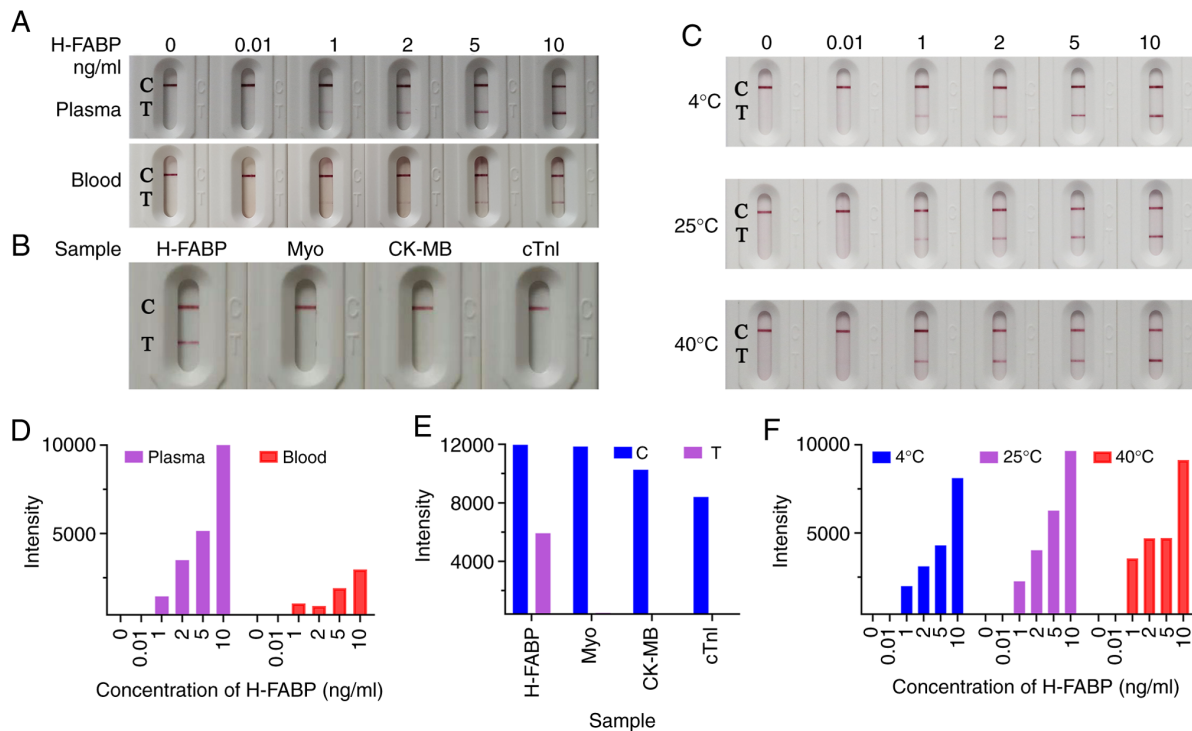 A
H-FABP 0 0.01 1 2 5 10
ng/ml
C
T
Plasma
C
T
Blood
C T
B
Sample H-FABP Myo CK-MB cTnI
C
T
C T
C
0 0.01 1 2 5 10
4°C
C
T
C T
25°C
C
T
C T
40°C
C
T
C T
D
10000
5000
Intensity
Plasma Blood
0 0.01 1 2 5 10 0 0.01 1 2 5 10
Concentration of H-FABP (ng/ml)
E
12000
8000
4000
Intensity
C T
H-FABP Myo CK-MB cTnI
Sample
F
10000
5000
Intensity
4°C 25°C 40°C
0 0.01 1 2 5 10 0 0.01 1 2 5 10 0 0.01 1 2 5 10
Concentration of H-FABP (ng/ml)